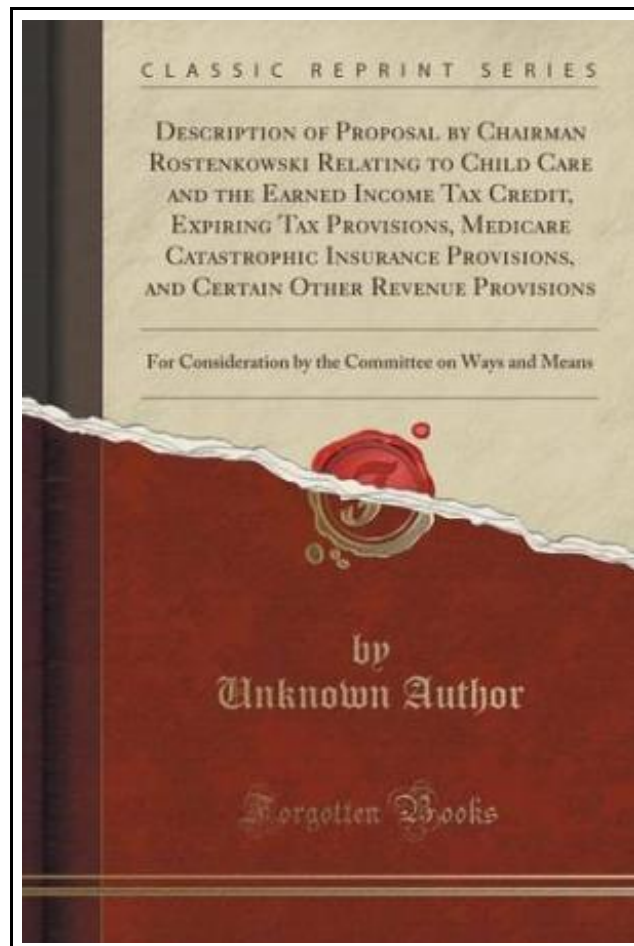 CLASSIC REPRINT SERIES
DESCRIPTION OF PROPOSAL BY CHAIRMAN
ROSTENKOWSKI RELATING TO CHILD CARE
AND THE EARNED INCOME TAX CREDIT,
EXPIRING TAX PROVISIONS, MEDICARE
CATASTROPHIC INSURANCE PROVISIONS,
AND CERTAIN OTHER REVENUE PROVISIONS
For Consideration by the Committee on Ways and Means
by
Unknown Author
Forgotten Books